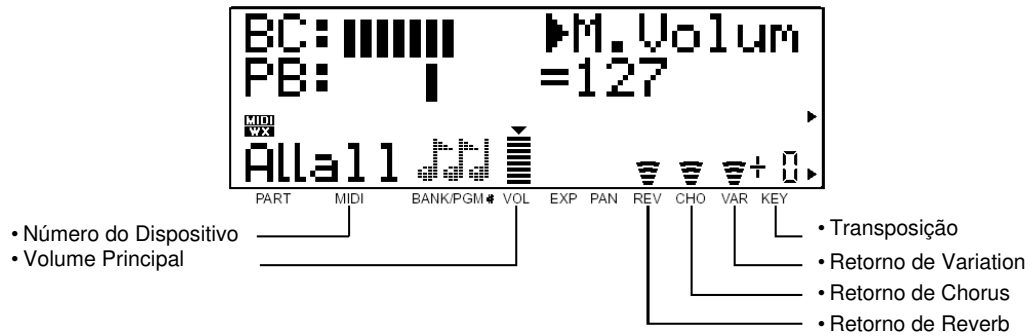 BC: ▶M.Volum
PB: =127
MIDI
WX
Allall + 0
PART MIDI BANK/PGM# VOL EXP PAN REV CHO VAR KEY
• Número do Dispositivo
• Volume Principal
• Transposição
• Retorno de Variation
• Retorno de Chorus
• Retorno de Reverb